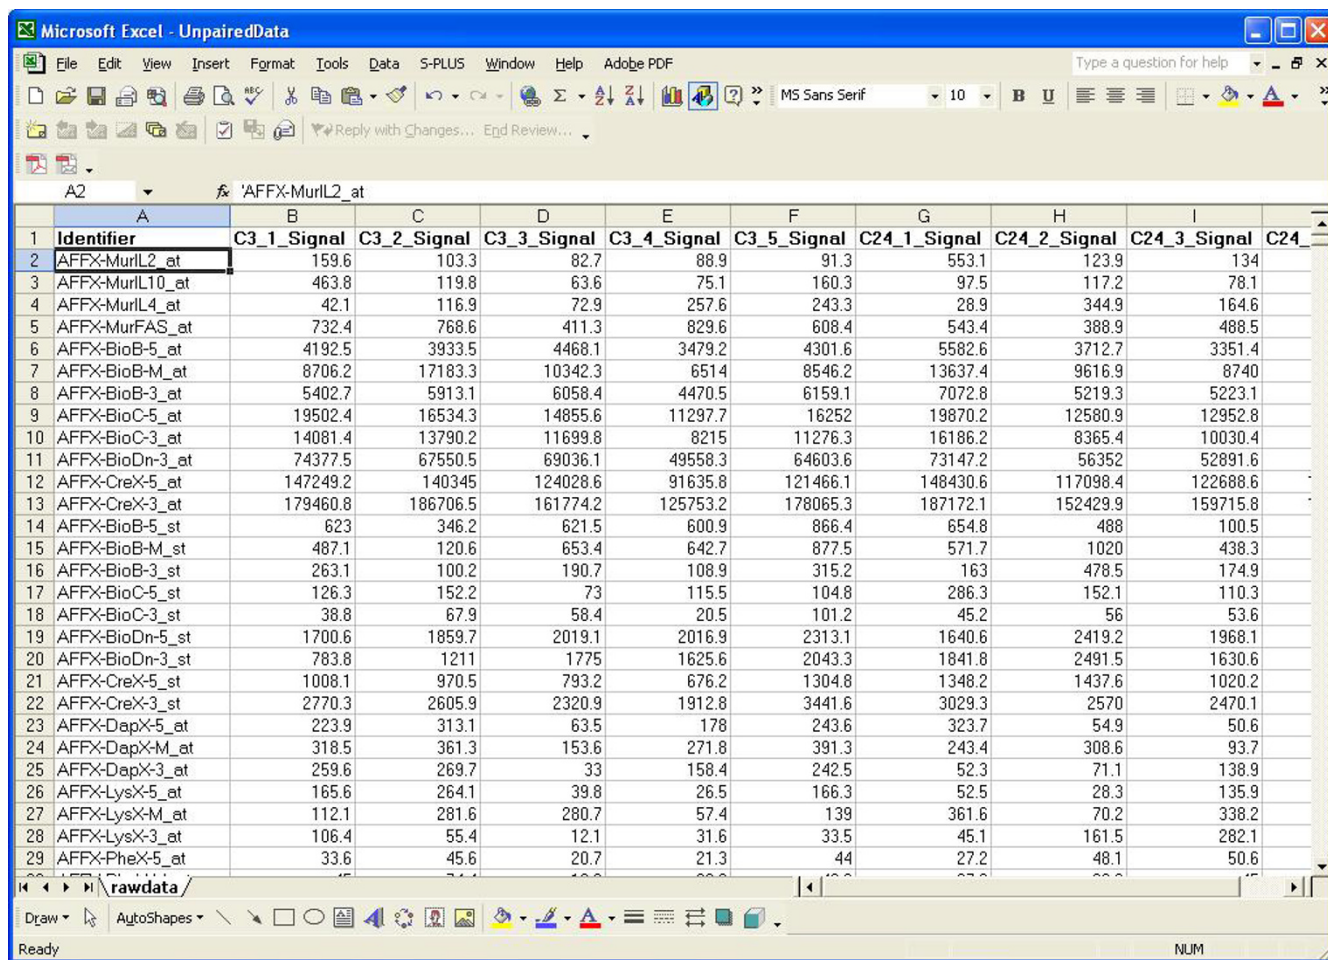 Microsoft Excel - UnpairedData
File Edit View Insert Format Tools Data S-PLUS Window Help Adobe PDF Type a question for help
MS Sans Serif 10 B U
Reply with Changes... End Review...
A2 fx 'AFFX-MurIL2_at
A B C D E F G H I
1 Identifier C3_1_Signal C3_2_Signal C3_3_Signal C3_4_Signal C3_5_Signal C24_1_Signal C24_2_Signal C24_3_Signal C24_
2 AFFX-MurIL2_at 159.6 103.3 82.7 88.9 91.3 553.1 123.9 134
3 AFFX-MurIL10_at 463.8 119.8 63.6 75.1 160.3 97.5 117.2 78.1
4 AFFX-MurIL4_at 42.1 116.9 72.9 257.6 243.3 28.9 344.9 164.6
5 AFFX-MurFAS_at 732.4 768.6 411.3 829.6 608.4 543.4 388.9 488.5
6 AFFX-BioB-5_at 4192.5 3933.5 4468.1 3479.2 4301.6 5582.6 3712.7 3351.4
7 AFFX-BioB-M_at 8706.2 17183.3 10342.3 6514 8546.2 13637.4 9616.9 8740
8 AFFX-BioB-3_at 5402.7 5913.1 6058.4 4470.5 6159.1 7072.8 5219.3 5223.1
9 AFFX-BioC-5_at 19502.4 16534.3 14855.6 11297.7 16252 19870.2 12580.9 12952.8
10 AFFX-BioC-3_at 14081.4 13790.2 11699.8 8215 11276.3 16186.2 8365.4 10030.4
11 AFFX-BioDn-3_at 74377.5 67550.5 69036.1 49558.3 64603.6 73147.2 56352 52891.6
12 AFFX-CreX-5_at 147249.2 140345 124028.6 91635.8 121466.1 148430.6 117098.4 122688.6
13 AFFX-CreX-3_at 179460.8 186706.5 161774.2 125753.2 178065.3 187172.1 152429.9 159715.8
14 AFFX-BioB-5_st 623 346.2 621.5 600.9 866.4 654.8 488 100.5
15 AFFX-BioB-M_st 487.1 120.6 653.4 642.7 877.5 571.7 1020 438.3
16 AFFX-BioB-3_st 263.1 100.2 190.7 108.9 315.2 163 478.5 174.9
17 AFFX-BioC-5_st 126.3 152.2 73 115.5 104.8 286.3 152.1 110.3
18 AFFX-BioC-3_st 38.8 67.9 58.4 20.5 101.2 45.2 56 53.6
19 AFFX-BioDn-5_st 1700.6 1859.7 2019.1 2016.9 2313.1 1640.6 2419.2 1968.1
20 AFFX-BioDn-3_st 783.8 1211 1775 1625.6 2043.3 1841.8 2491.5 1630.6
21 AFFX-CreX-5_st 1008.1 970.5 793.2 676.2 1304.8 1348.2 1437.6 1020.2
22 AFFX-CreX-3_st 2770.3 2605.9 2320.9 1912.8 3441.6 3029.3 2570 2470.1
23 AFFX-DapX-5_at 223.9 313.1 63.5 178 243.6 323.7 54.9 50.6
24 AFFX-DapX-M_at 318.5 361.3 153.6 271.8 391.3 243.4 308.6 93.7
25 AFFX-DapX-3_at 259.6 269.7 33 158.4 242.5 52.3 71.1 138.9
26 AFFX-LysX-5_at 165.6 264.1 39.8 26.5 166.3 52.5 28.3 135.9
27 AFFX-LysX-M_at 112.1 281.6 280.7 57.4 139 361.6 70.2 338.2
28 AFFX-LysX-3_at 106.4 55.4 12.1 31.6 33.5 45.1 161.5 282.1
29 AFFX-PheX-5_at 33.6 45.6 20.7 21.3 44 27.2 48.1 50.6
rawdata
Draw AutoShapes
Ready NUM